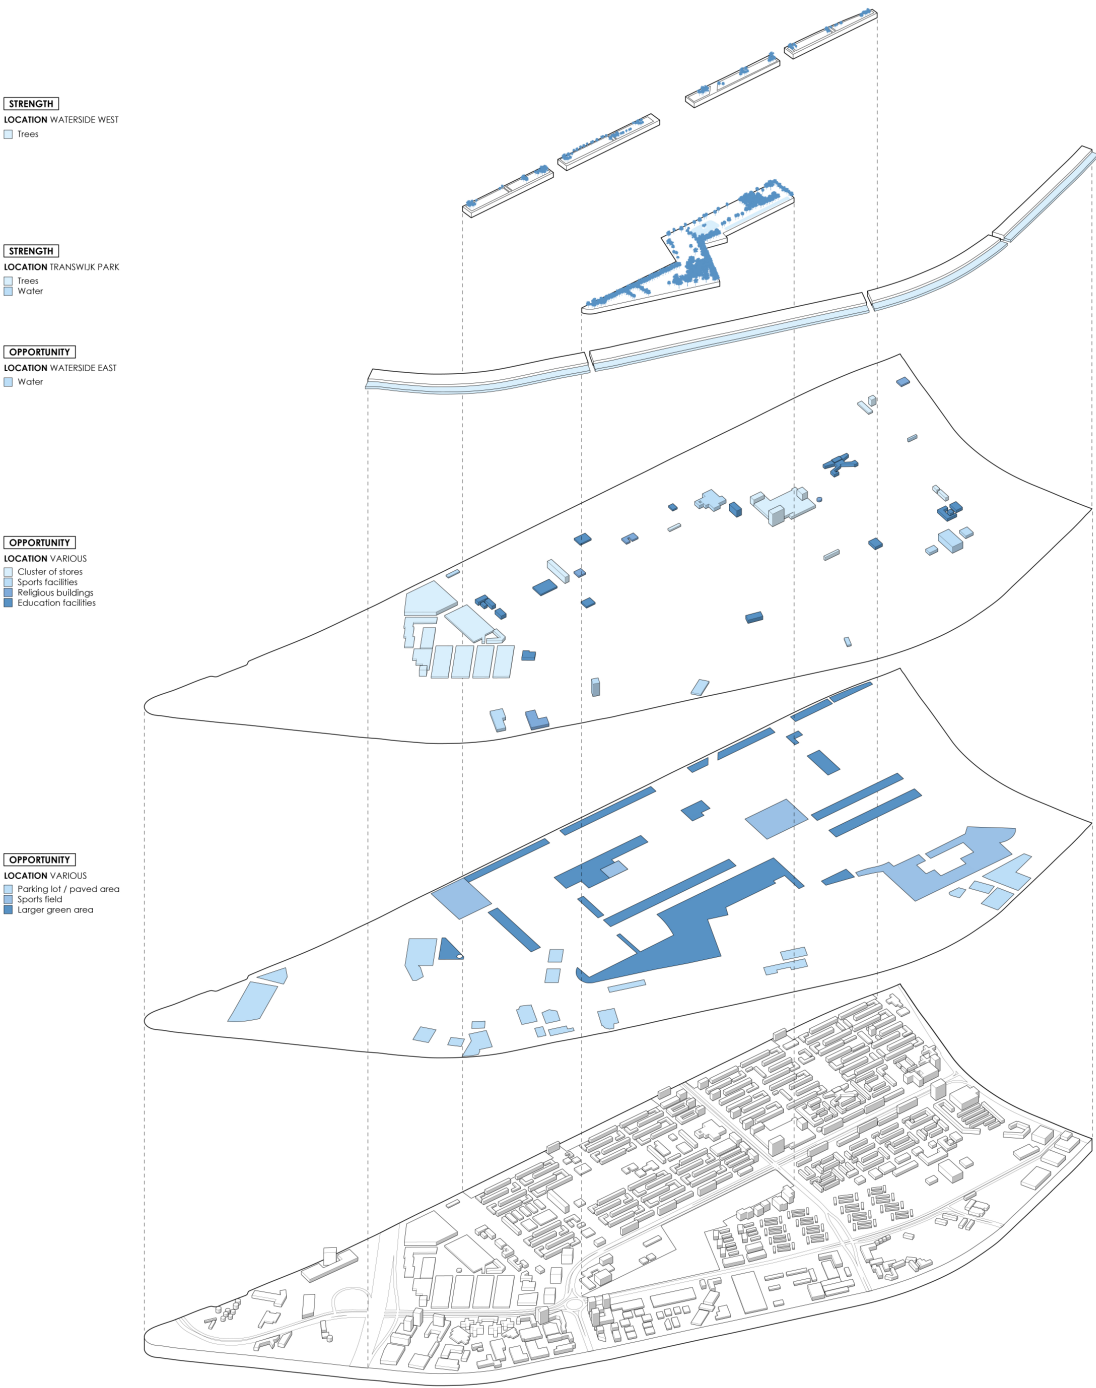 STRENGTH
LOCATION WATERSIDE WEST
Trees
STRENGTH
LOCATION TRANSWIJK PARK
Trees
Water
OPPORTUNITY
LOCATION WATERSIDE EAST
Water
OPPORTUNITY
LOCATION VARIOUS
Cluster of stores
Sports facilities
Religious buildings
Education facilities
OPPORTUNITY
LOCATION VARIOUS
Parking lot / paved area
Sports field
Larger green area